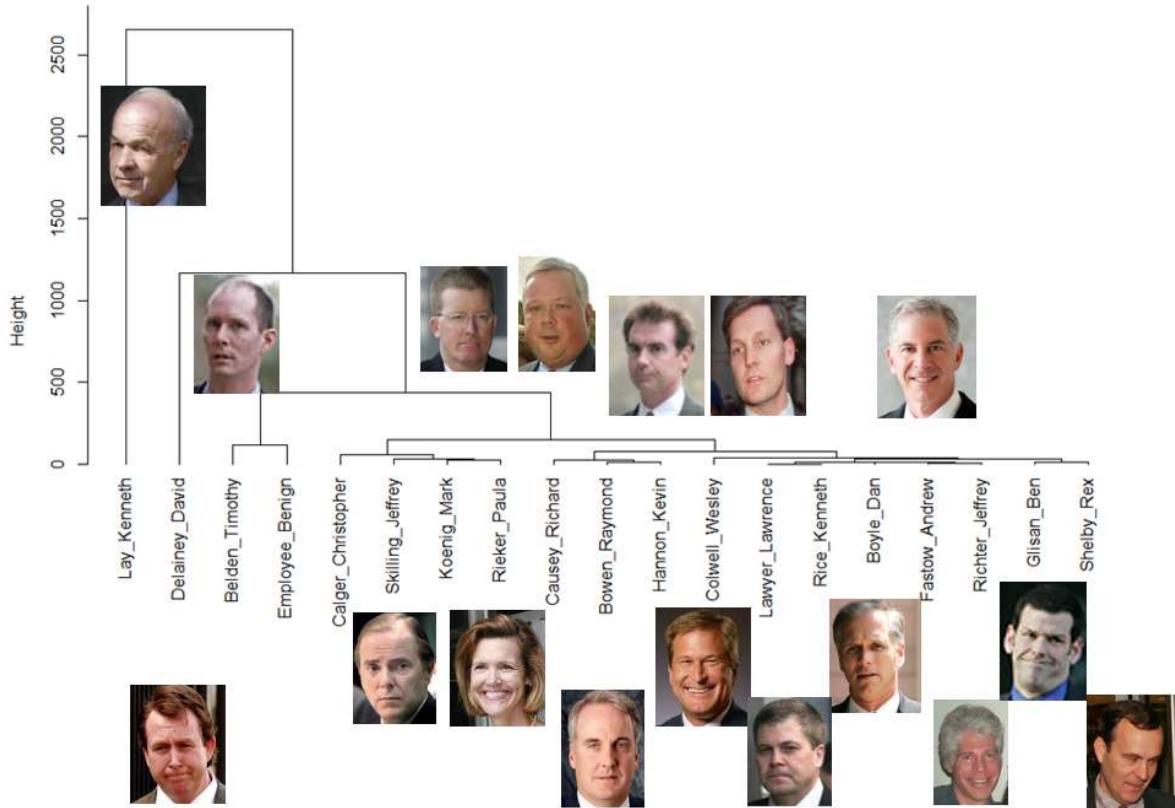 Height
2500
2000
1500
1000
500
0
Lay_Kenneth
Delainey_David
Belden_Timothy
Employee_Benign
Calger_Christopher
Skilling_Jeffrey
Koenig_Mark
Rieker_Paula
Causey_Richard
Bowen_Raymond
Hannon_Kevin
Colwell_Wesley
Lawyer_Lawrence
Rice_Kenneth
Boyle_Dan
Fastow_Andrew
Richter_Jeffrey
Glisan_Ben
Shelby_Rex